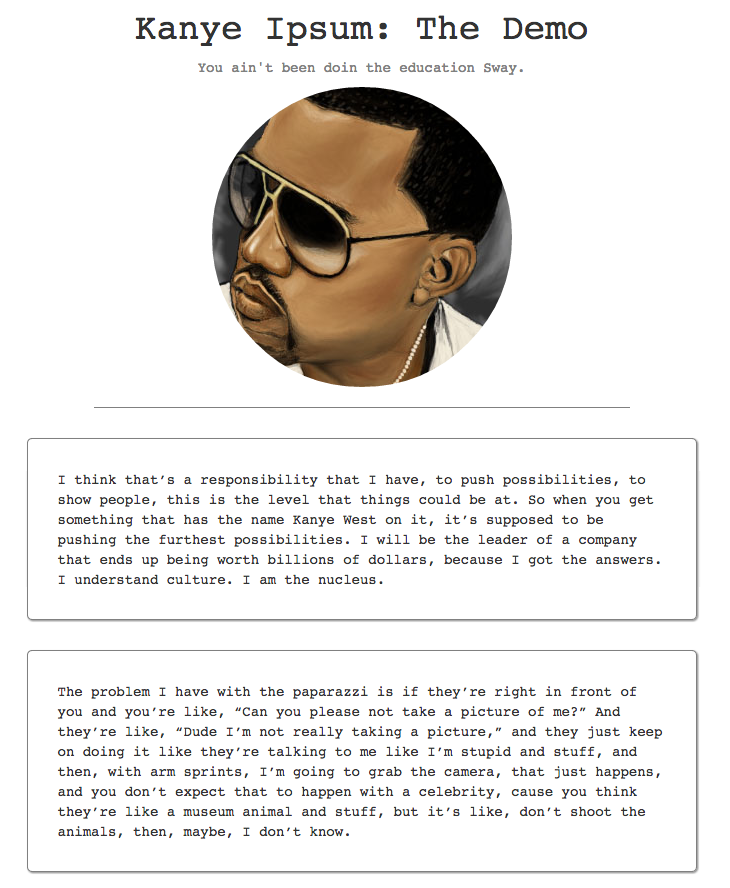 Kanye Ipsum: The Demo
You ain't been doin the education Sway.
I think that’s a responsibility that I have, to push possibilities, to
show people, this is the level that things could be at. So when you get
something that has the name Kanye West on it, it’s supposed to be
pushing the furthest possibilities. I will be the leader of a company
that ends up being worth billions of dollars, because I got the answers.
I understand culture. I am the nucleus.
The problem I have with the paparazzi is if they’re right in front of
you and you’re like, “Can you please not take a picture of me?” And
they’re like, “Dude I’m not really taking a picture,” and they just keep
on doing it like they’re talking to me like I’m stupid and stuff, and
then, with arm sprints, I’m going to grab the camera, that just happens,
and you don’t expect that to happen with a celebrity, cause you think
they’re like a museum animal and stuff, but it’s like, don’t shoot the
animals, then, maybe, I don’t know.